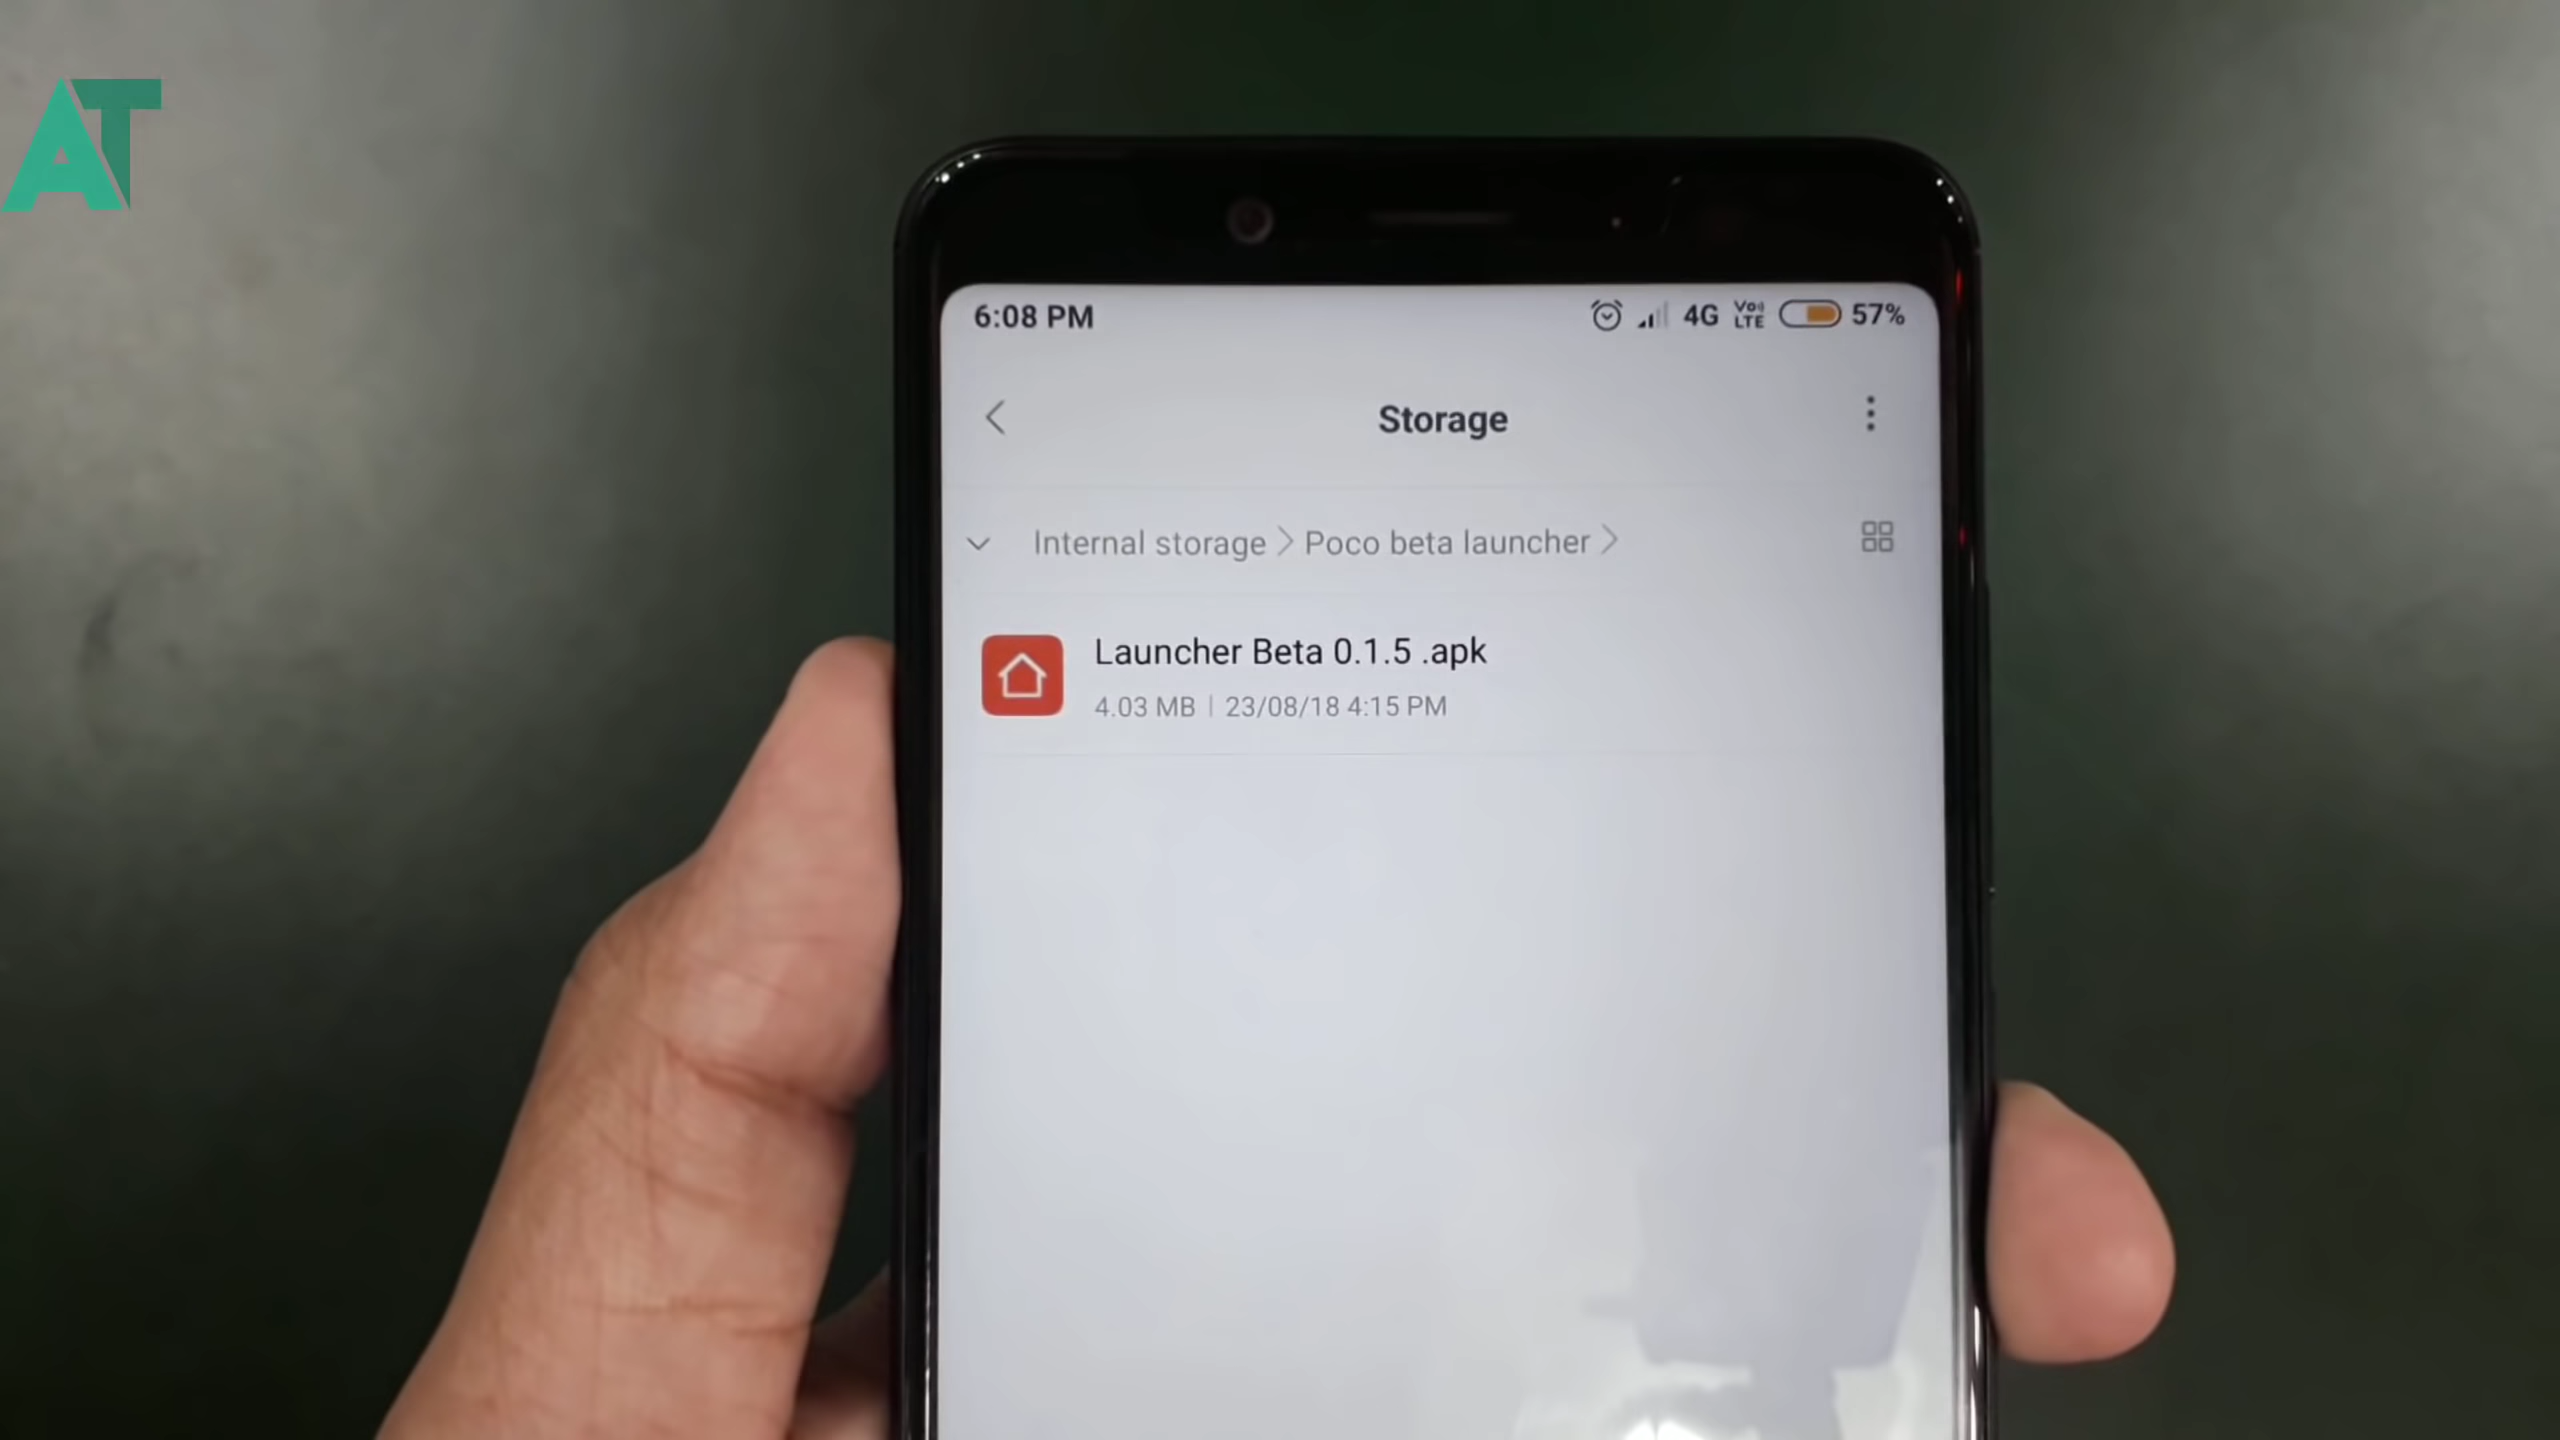 AT
6:08 PM 4G Vo) LTE 57%
Storage
Internal storage > Poco beta launcher >
Launcher Beta 0.1.5 .apk
4.03 MB | 23/08/18 4:15 PM